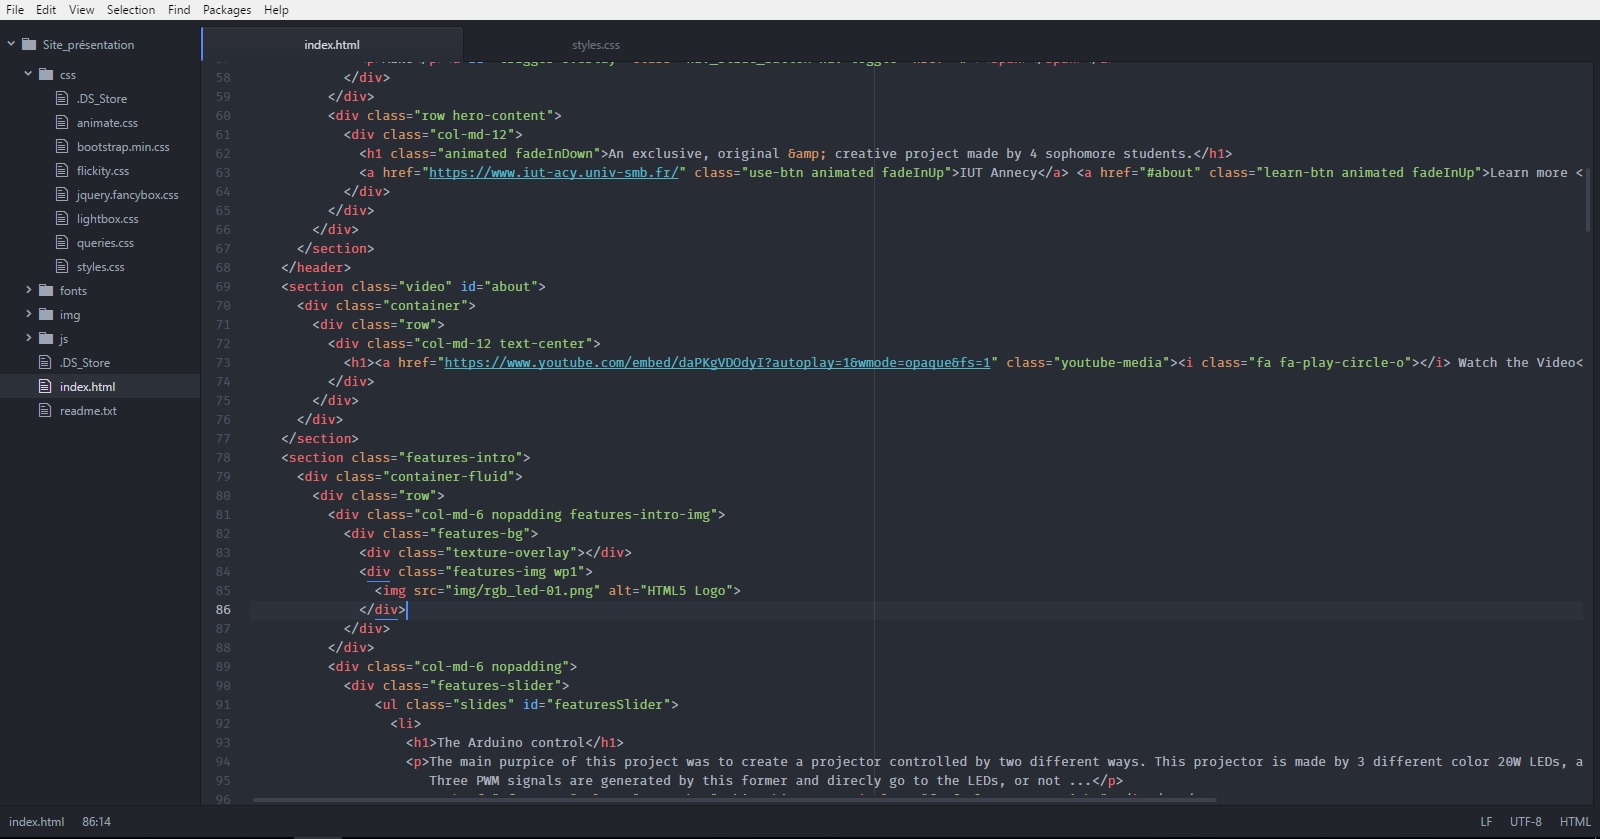 File Edit View Selection Find Packages Help
Site_présentation
css
.DS_Store
animate.css
bootstrap.min.css
flickity.css
jquery.fancybox.css
lightbox.css
queries.css
styles.css
fonts
img
js
.DS_Store
index.html
readme.txt
index.html styles.css
58 </div>
59 </div>
60 <div class="row hero-content">
61 <div class="col-md-12">
62 <h1 class="animated fadeInDown">An exclusive, original &amp; creative project made by 4 sophomore students.</h1>
63 <a href="https://www.iut-acy.univ-smb.fr/" class="use-btn animated fadeInUp">IUT Annecy</a> <a href="#about" class="learn-btn animated fadeInUp">Learn more <
64 </div>
65 </div>
66 </div>
67 </section>
68 </header>
69 <section class="video" id="about">
70 <div class="container">
71 <div class="row">
72 <div class="col-md-12 text-center">
73 <h1><a href="https://www.youtube.com/embed/daPKgVDOdyI?autoplay=1&wmode=opaque&fs=1" class="youtube-media"><i class="fa fa-play-circle-o"></i> Watch the Video<
74 </div>
75 </div>
76 </div>
77 </section>
78 <section class="features-intro">
79 <div class="container-fluid">
80 <div class="row">
81 <div class="col-md-6 nopadding features-intro-img">
82 <div class="features-bg">
83 <div class="texture-overlay"></div>
84 <div class="features-img wp1">
85 <img src="img/rgb_led-01.png" alt="HTML5 Logo">
86 </div>
87 </div>
88 </div>
89 <div class="col-md-6 nopadding">
90 <div class="features-slider">
91 <ul class="slides" id="featuresSlider">
92 <li>
93 <h1>The Arduino control</h1>
94 <p>The main purpice of this project was to create a projector controlled by two different ways. This projector is made by 3 different color 20W LEDs, a
95 Three PWM signals are generated by this former and direcly go to the LEDs, or not ...</p>
96
index.html 86:14 LF UTF-8 HTML